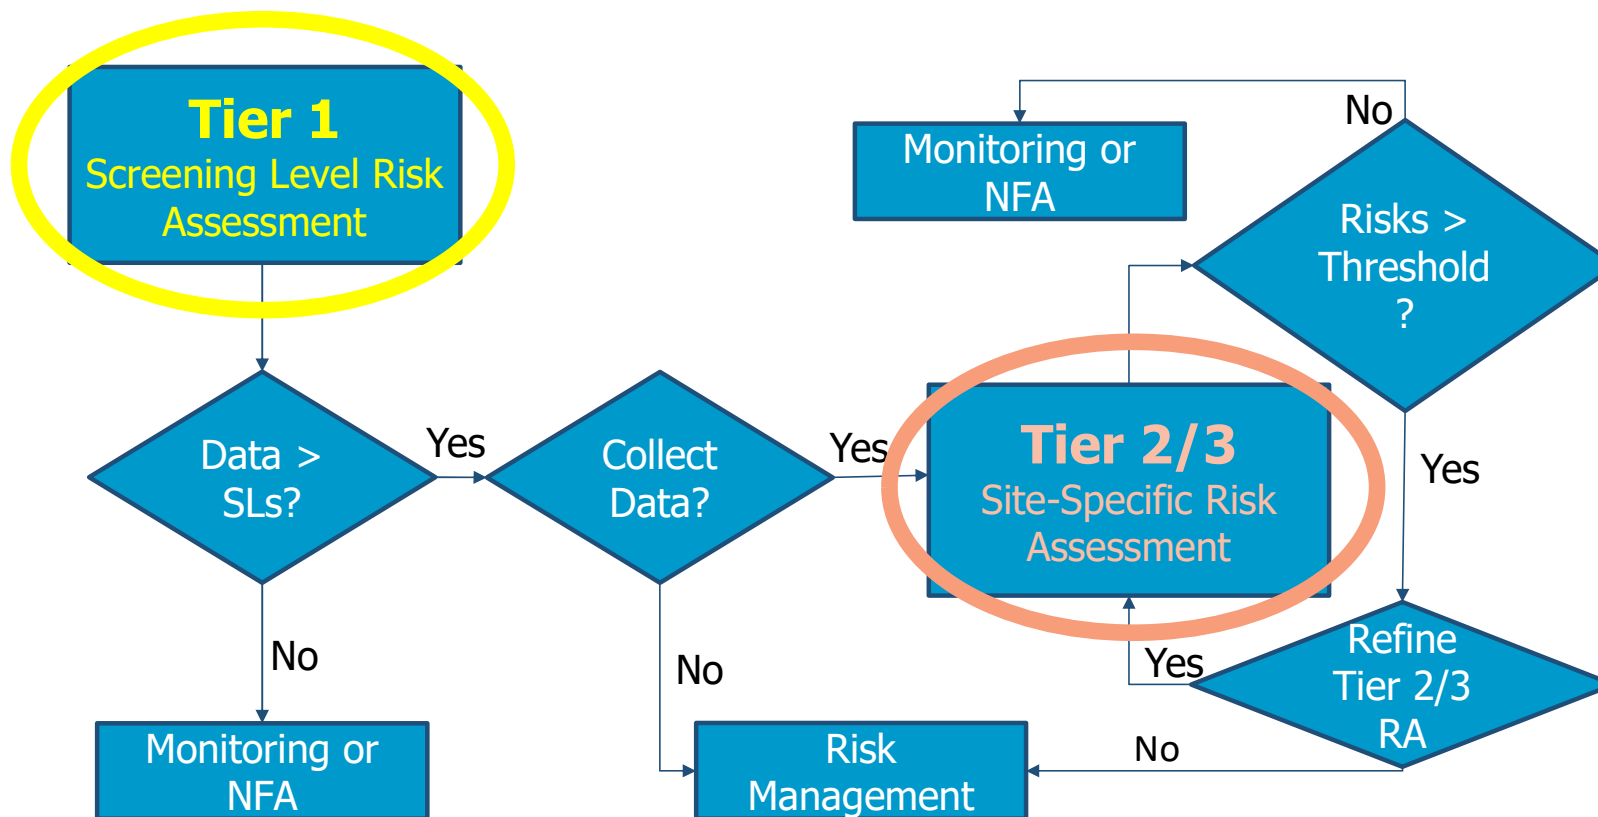 Tier 1
Screening Level Risk
Assessment
No
Monitoring or
NFA
Risks >
Threshold
?
Data >
SLs?
Yes
Collect
Data?
Yes
Tier 2/3
Site-Specific Risk
Assessment
Yes
No
No
Yes
Refine
Tier 2/3
RA
Monitoring or
NFA
Risk
Management
No